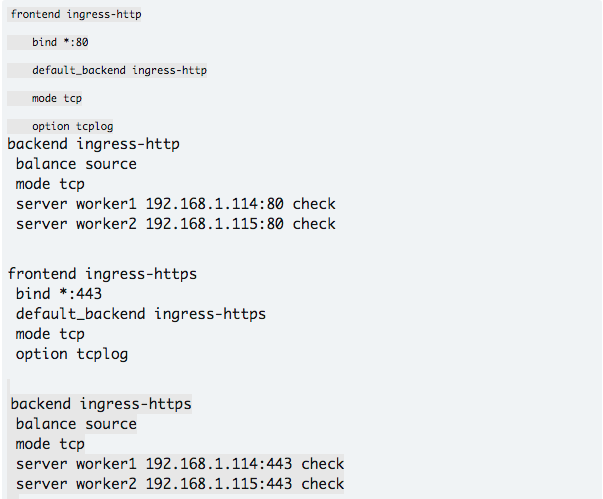 frontend ingress-http
bind *:80
default_backend ingress-http
mode tcp
option tcplog
backend ingress-http
balance source
mode tcp
server worker1 192.168.1.114:80 check
server worker2 192.168.1.115:80 check
frontend ingress-https
bind *:443
default_backend ingress-https
mode tcp
option tcplog
backend ingress-https
balance source
mode tcp
server worker1 192.168.1.114:443 check
server worker2 192.168.1.115:443 check